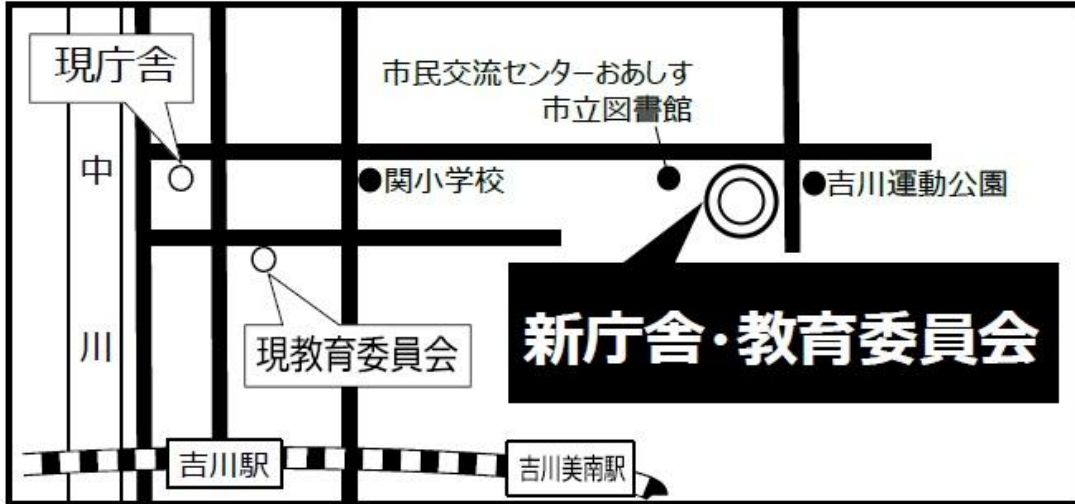 現庁舎
市民交流センターおあしす
市立図書館
中川
関小学校
吉川運動公園
新庁舎・教育委員会
現教育委員会
吉川駅
吉川美南駅